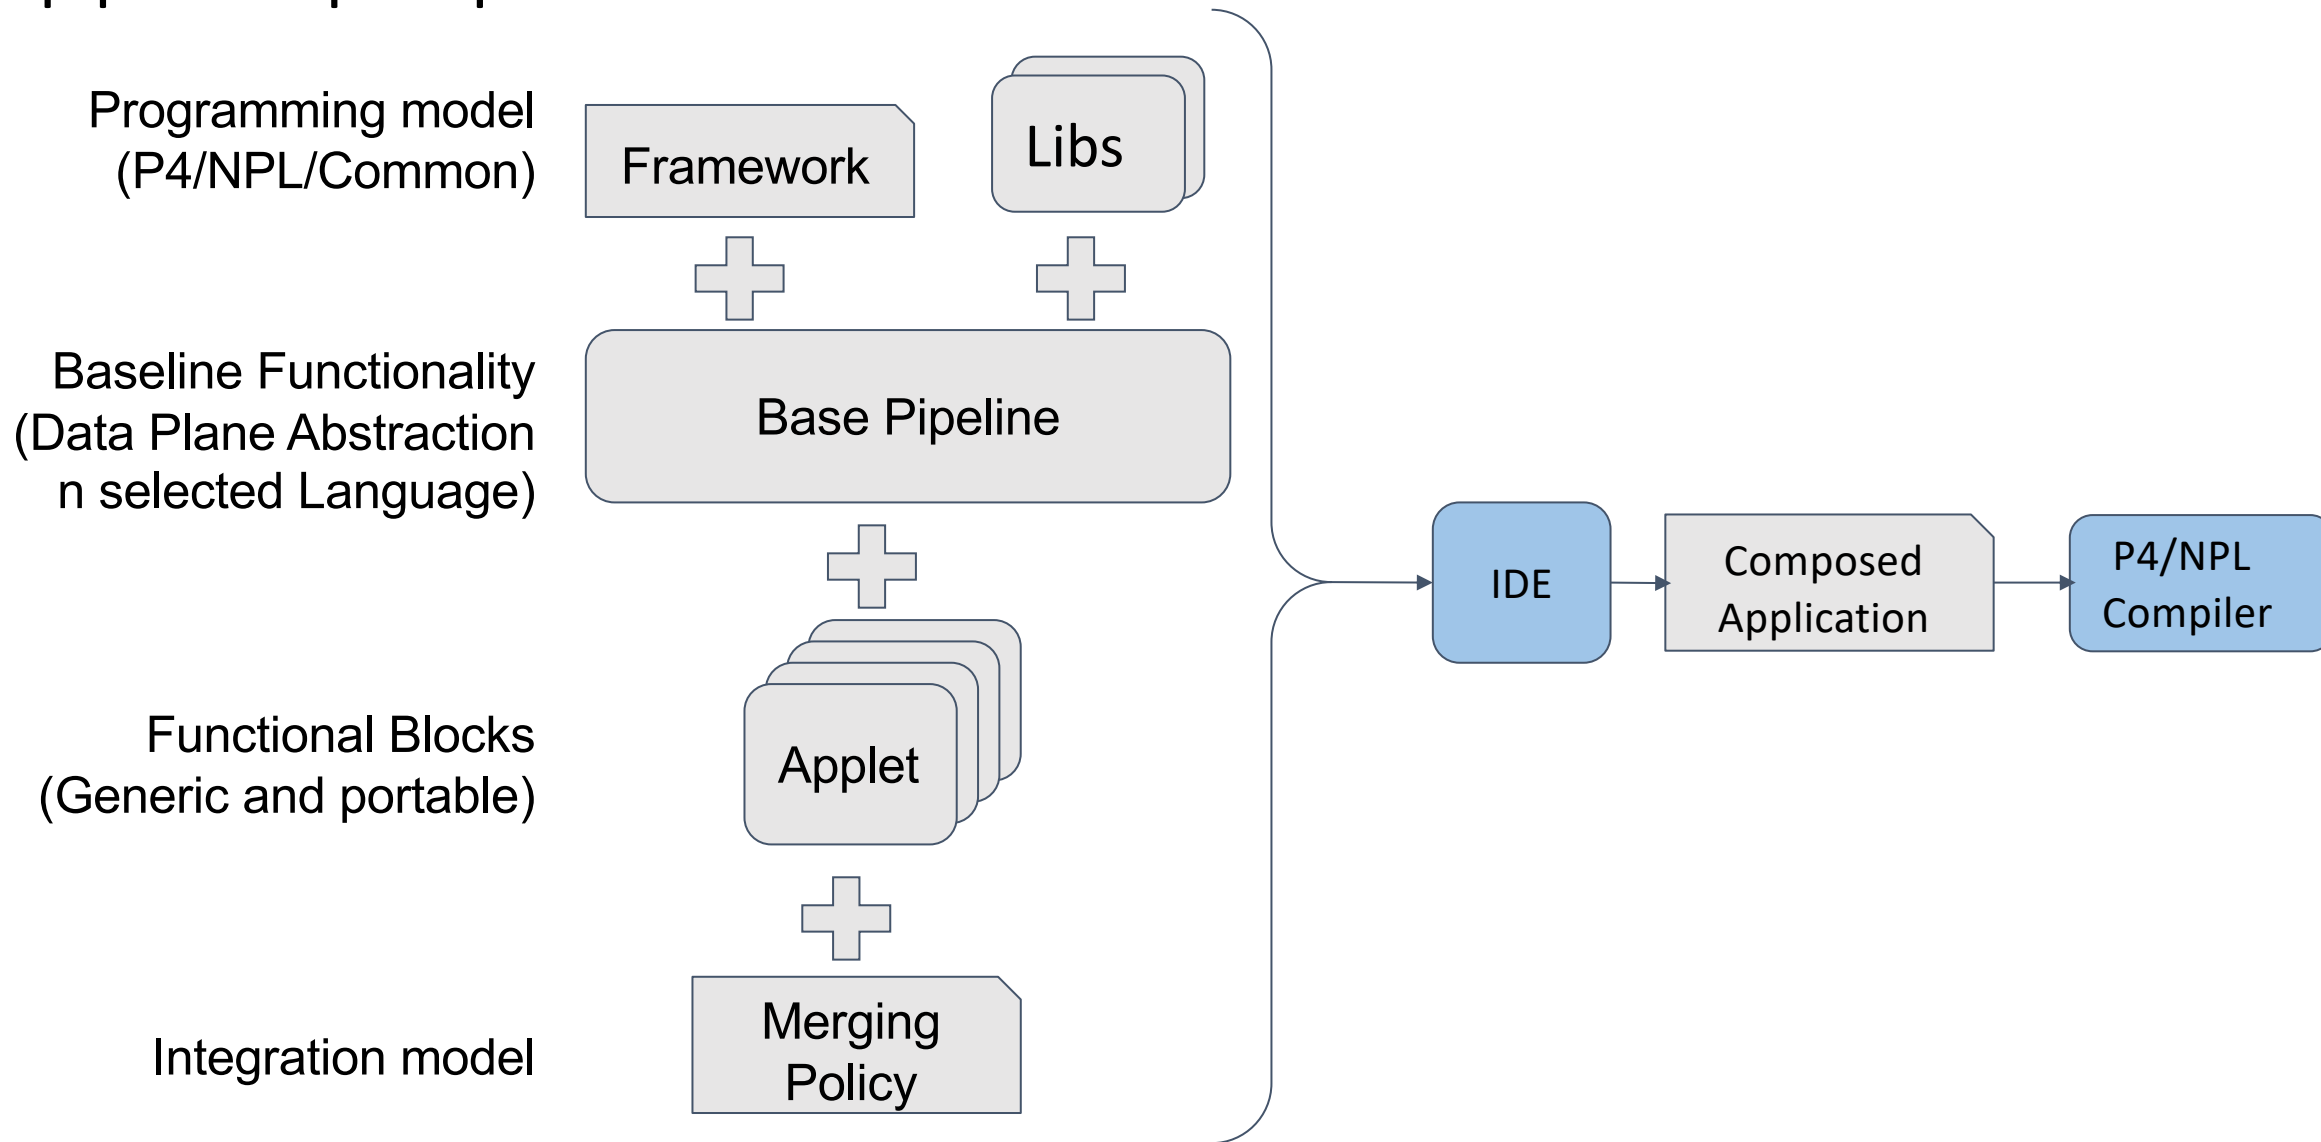 Programming model
(P4/NPL/Common)
Framework
Libs
Baseline Functionality
(Data Plane Abstraction
n selected Language)
Base Pipeline
Functional Blocks
(Generic and portable)
Applet
Integration model
Merging
Policy
IDE
Composed
Application
P4/NPL
Compiler